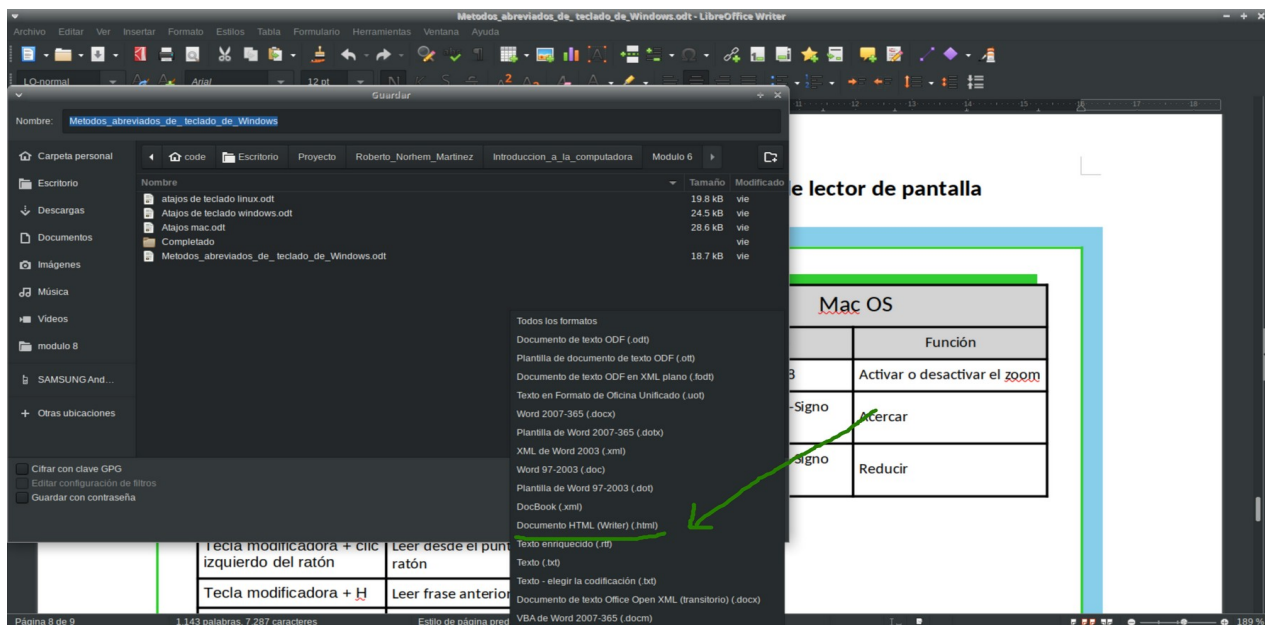 Metodos_abreviados_de_ teclado_de_Windows.odt - LibreOffice Writer
Archivo Editar Ver Insertar Formato Estilos Tabla Formulario Herramientas Ventana Ayuda
LO-normal Arial 12 pt
Guardar
Nombre: Metodos_abreviados_de_ teclado_de_Windows
Carpeta personal
Escritorio
Descargas
Documentos
Imágenes
Música
Vídeos
modulo 8
SAMSUNG And...
Otras ubicaciones
code Escritorio Proyecto Roberto_Norhem_Martinez Introduccion_a_la_computadora Modulo 6
Nombre Tamaño Modificado
atajos de teclado linux.odt 19.8 kB vie
Atajos de teclado windows.odt 24.5 kB vie
Atajos mac.odt 28.6 kB vie
Completado vie
Metodos_abreviados_de_ teclado_de_Windows.odt 18.7 kB vie
Cifrar con clave GPG
Editar configuración de filtros
Guardar con contraseña
Todos los formatos
Documento de texto ODF (.odt)
Plantilla de documento de texto ODF (.ott)
Documento de texto ODF en XML plano (.fodt)
Texto en Formato de Oficina Unificado (.uot)
Word 2007-365 (.docx)
Plantilla de Word 2007-365 (.dotx)
XML de Word 2003 (.xml)
Word 97-2003 (.doc)
Plantilla de Word 97-2003 (.dot)
DocBook (.xml)
Documento HTML (Writer) (.html)
Texto enriquecido (.rtf)
Texto (.txt)
Texto - elegir la codificación (.txt)
Documento de texto Office Open XML (transitorio) (.docx)
VBA de Word 2007-365 (.docm)
11 12 13 14 15 16 17 18
e lector de pantalla
Mac OS
Función
8 Activar o desactivar el zoom
-Signo Acercar
-Signo Reducir
Tecla modificadora + clic Leer desde el punt
izquierdo del ratón ratón
Tecla modificadora + H Leer frase anterior
Página 8 de 9 1.143 palabras, 7.287 caracteres Estilo de página pred 189 %